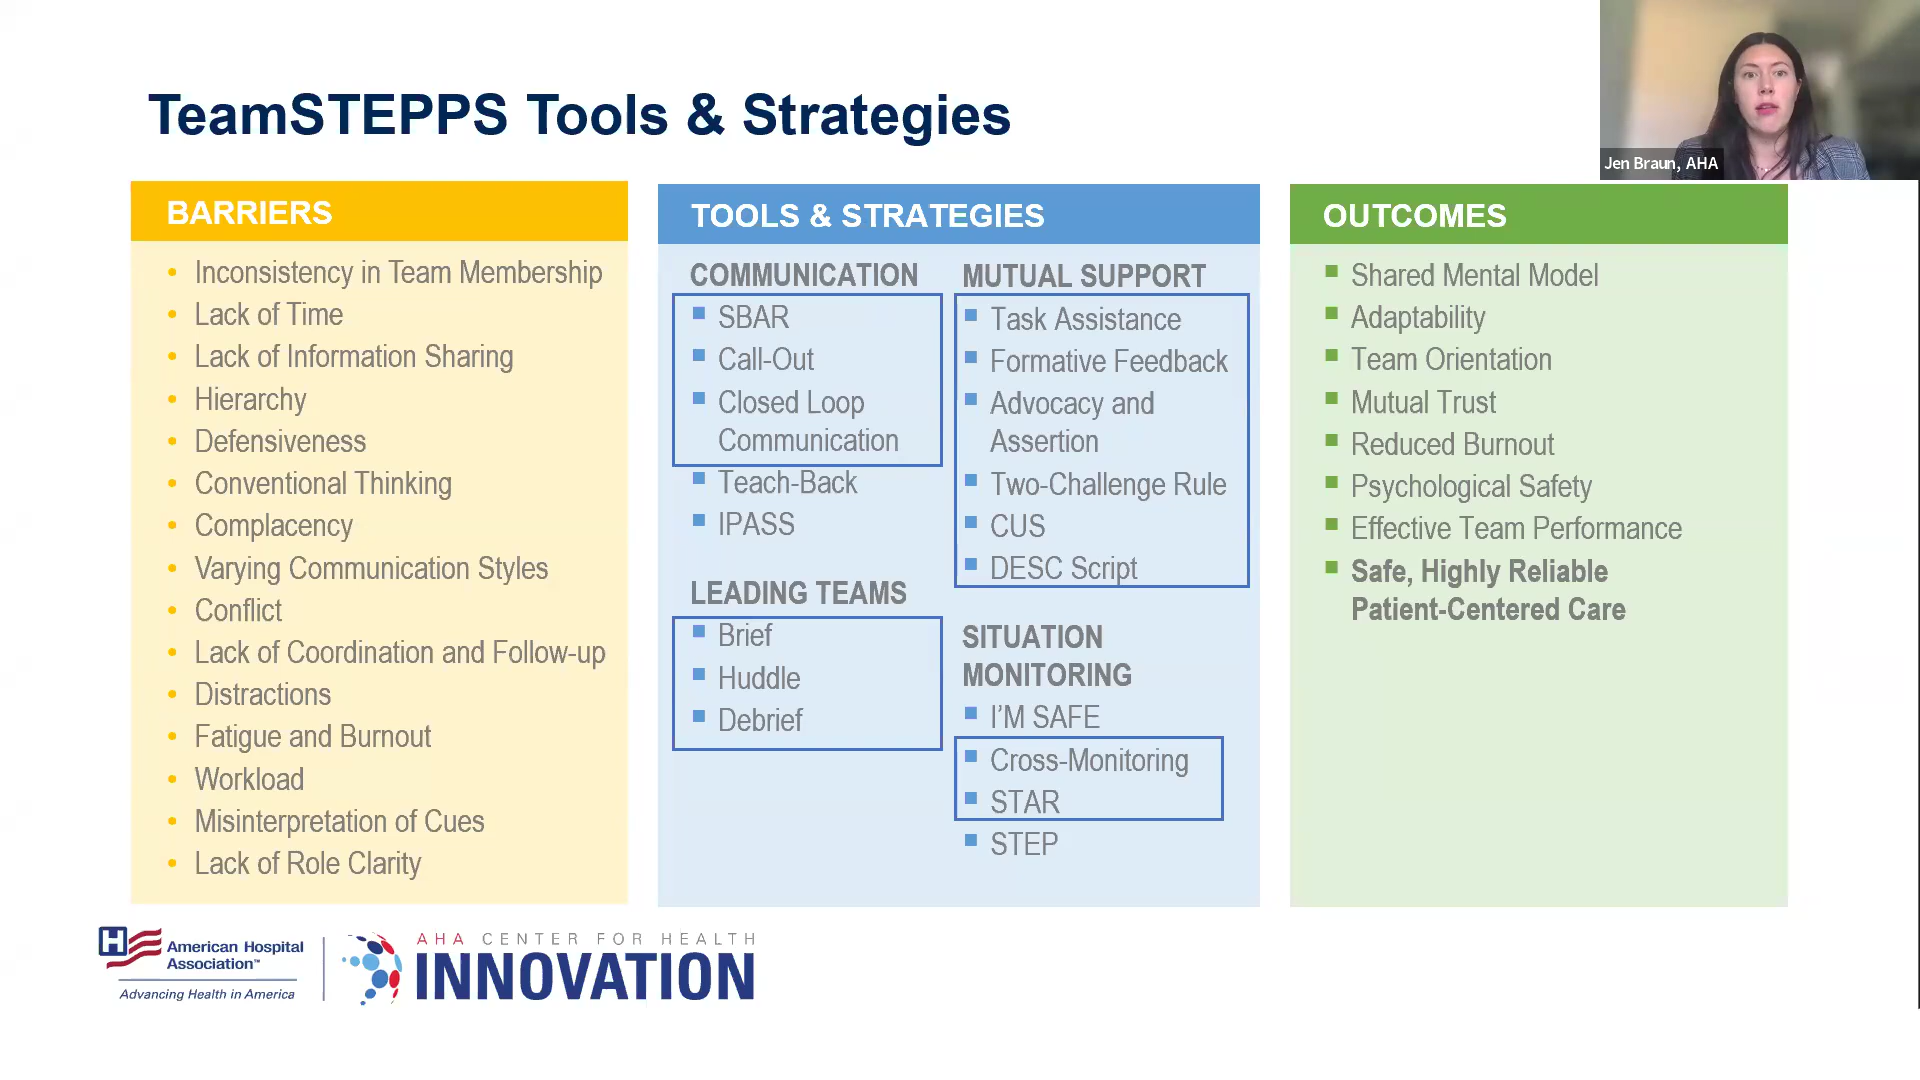 TeamSTEPPS Tools & Strategies
Jen Braun, AHA
BARRIERS
Inconsistency in Team Membership
Lack of Time
Lack of Information Sharing
Hierarchy
Defensiveness
Conventional Thinking
Complacency
Varying Communication Styles
Conflict
Lack of Coordination and Follow-up
Distractions
Fatigue and Burnout
Workload
Misinterpretation of Cues
Lack of Role Clarity
TOOLS & STRATEGIES
COMMUNICATION
SBAR
Call-Out
Closed Loop
Communication
Teach-Back
IPASS
LEADING TEAMS
Brief
Huddle
Debrief
MUTUAL SUPPORT
Task Assistance
Formative Feedback
Advocacy and
Assertion
Two-Challenge Rule
CUS
DESC Script
SITUATION
MONITORING
I'M SAFE
Cross-Monitoring
STAR
STEP
OUTCOMES
Shared Mental Model
Adaptability
Team Orientation
Mutual Trust
Reduced Burnout
Psychological Safety
Effective Team Performance
Safe, Highly Reliable
Patient-Centered Care
H
American Hospital
Association™
Advancing Health in America
AHA CENTER FOR HEALTH
INNOVATION